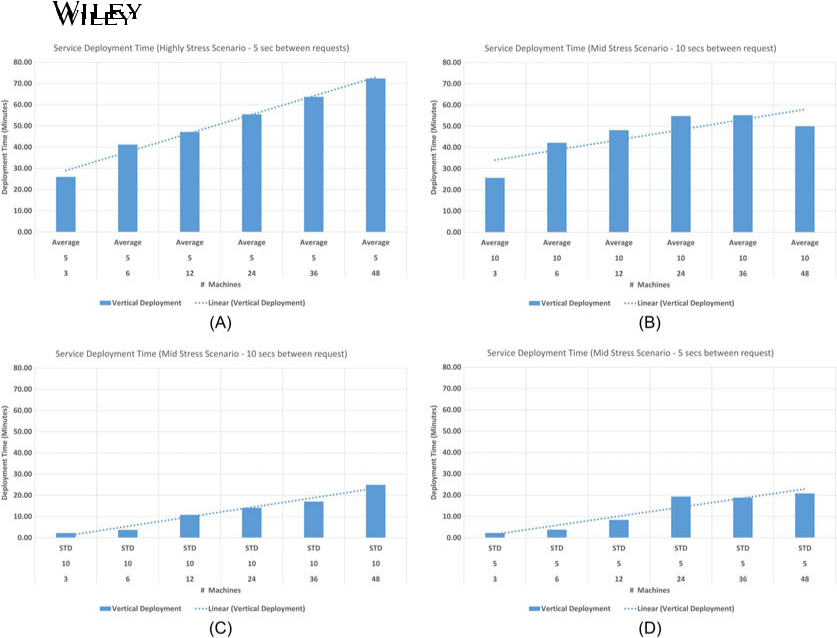 WILEY
WILEY
Service Deployment Time (Highly Stress Scenario - 5 sec between requests)
80.00
70.00
60.00
50.00
40.00
30.00
20.00
10.00
0.00
Deployment Time (Minutes)
Average Average Average Average Average Average
5 5 5 5 5 5
3 6 12 24 36 48
# Machines
Vertical Deployment Linear (Vertical Deployment)
(A)
Service Deployment Time (Mid Stress Scenario - 10 secs between request)
80.00
70.00
60.00
50.00
40.00
30.00
20.00
10.00
0.00
Deployment Time (Minutes)
Average Average Average Average Average Average
10 10 10 10 10 10
3 6 12 24 36 48
# Machines
Vertical Deployment Linear (Vertical Deployment)
(B)
Service Deployment Time (Mid Stress Scenario - 10 secs between request)
80.00
70.00
60.00
50.00
40.00
30.00
20.00
10.00
0.00
Deployment Time (Minutes)
STD STD STD STD STD STD
10 10 10 10 10 10
3 6 12 24 36 48
# Machines
Vertical Deployment Linear (Vertical Deployment)
(C)
Service Deployment Time (Mid Stress Scenario - 5 secs between request)
80.00
70.00
60.00
50.00
40.00
30.00
20.00
10.00
0.00
Deployment Time (Minutes)
STD STD STD STD STD STD
5 5 5 5 5 5
3 6 12 24 36 48
# Machines
Vertical Deployment Linear (Vertical Deployment)
(D)